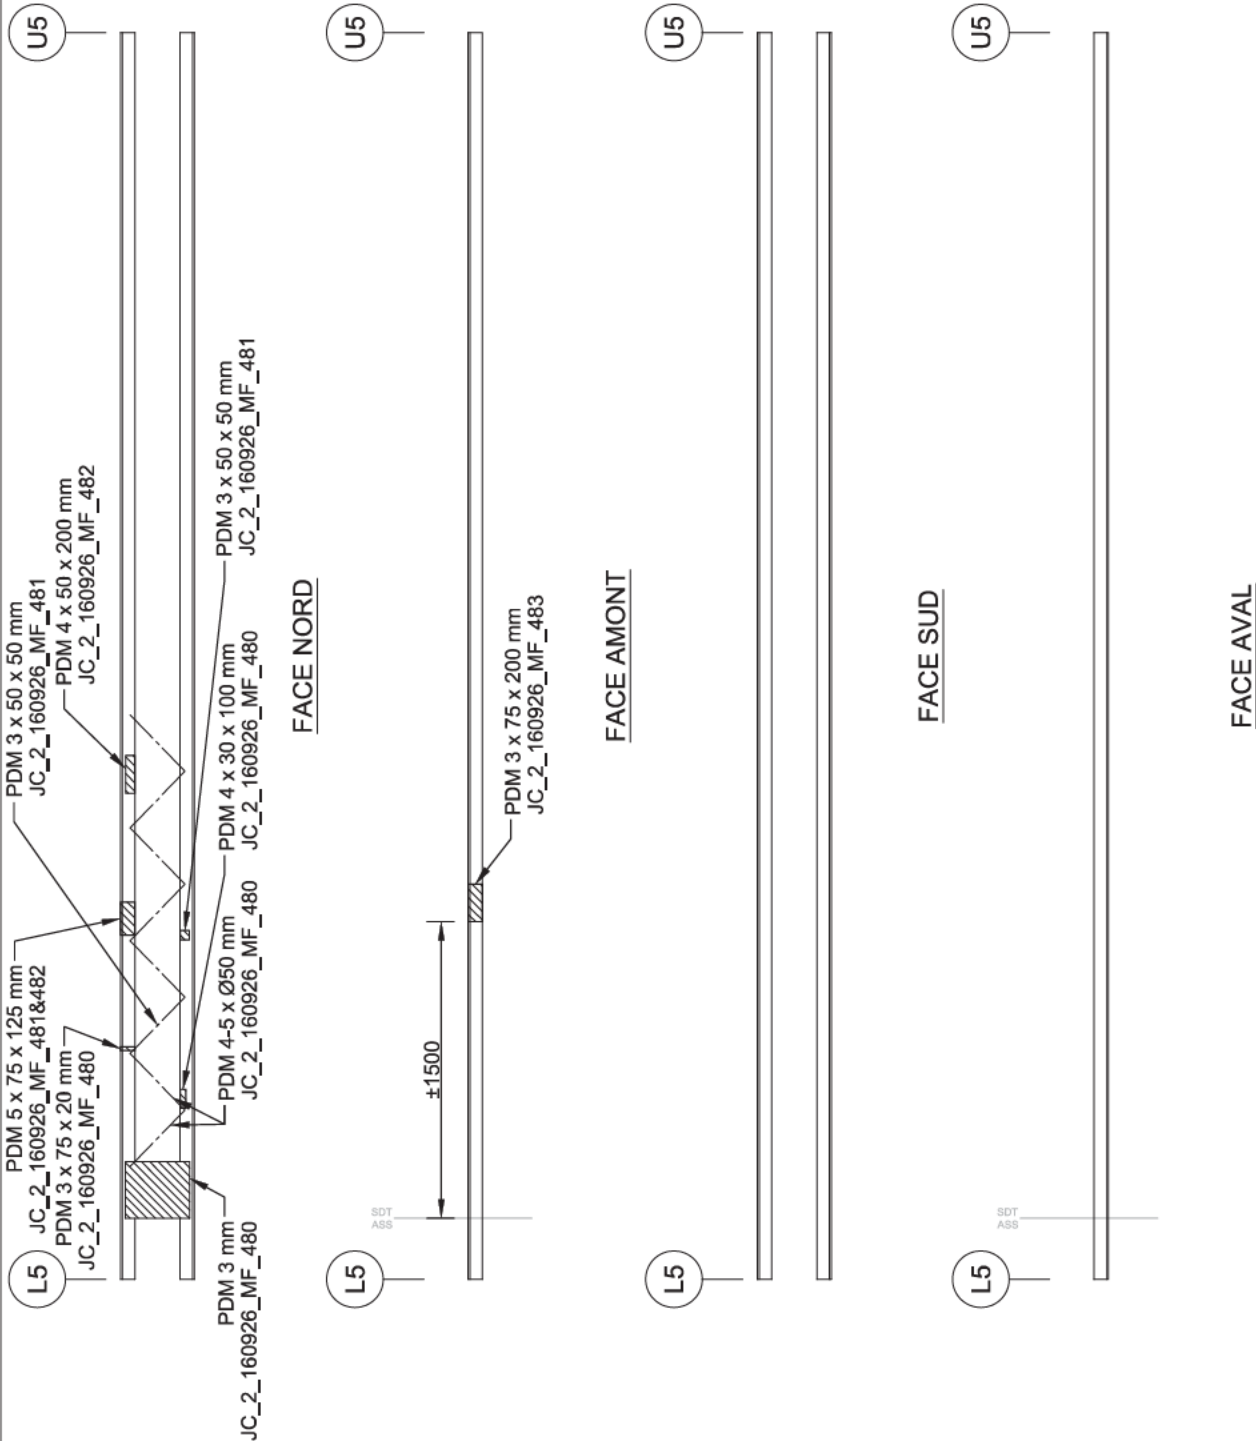 U5
L5
PDM 5 x 75 x 125 mm
JC_2_160926_MF_481&482
PDM 3 x 75 x 20 mm
JC_2_160926_MF_480
PDM 3 x 50 x 50 mm
JC_2_160926_MF_481
PDM 4 x 50 x 200 mm
JC_2_160926_MF_482
PDM 3 mm
JC_2_160926_MF_480
PDM 4-5 x Ø50 mm
JC_2_160926_MF_480
PDM 4 x 30 x 100 mm
JC_2_160926_MF_480
PDM 3 x 50 x 50 mm
JC_2_160926_MF_481
FACE NORD
U5
L5
SDT
ASS
±1500
PDM 3 x 75 x 200 mm
JC_2_160926_MF_483
FACE AMONT
U5
L5
FACE SUD
U5
L5
SDT
ASS
FACE AVAL